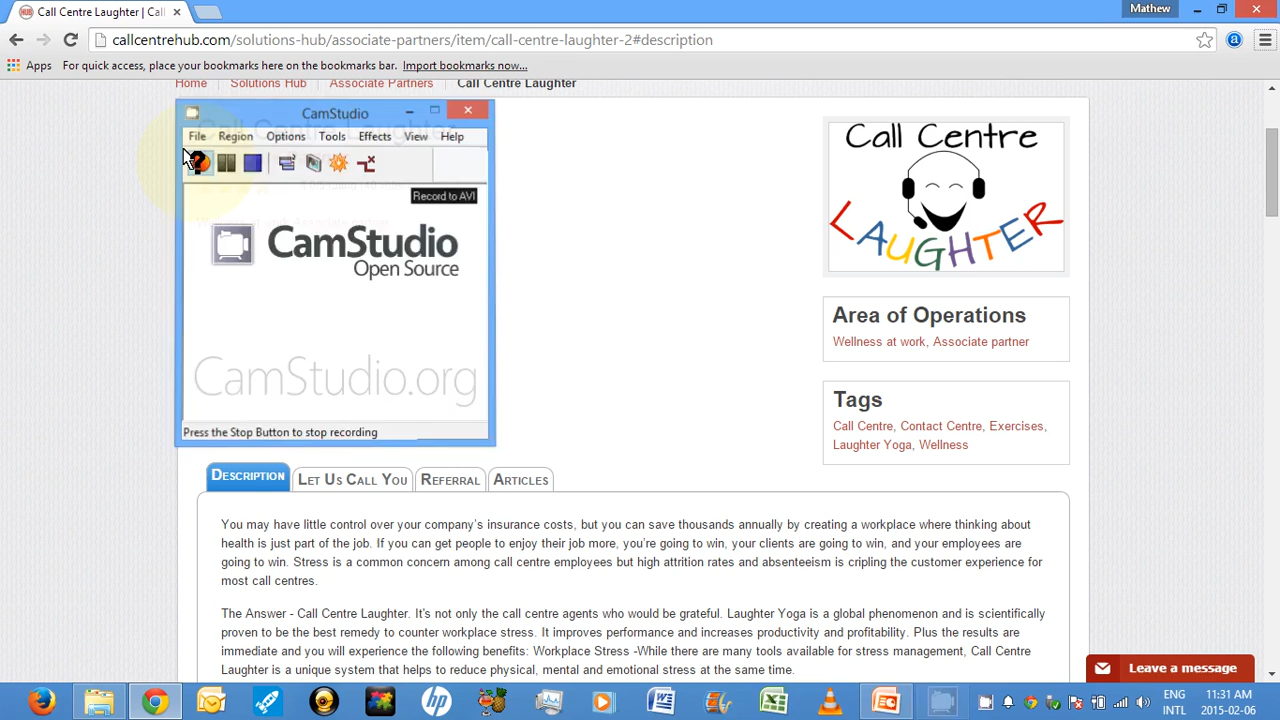 Call Centre Laughter | Cal
Mathew
callcentrehub.com/solutions-hub/associate-partners/item/call-centre-laughter-2#description
Apps For quick access, place your bookmarks here on the bookmarks bar. Import bookmarks now...
Home Solutions Hub Associate Partners Call Centre Laughter
CamStudio
File Region Options Tools Effects View Help
Record to AVI
CamStudio
Open Source
CamStudio.org
Press the Stop Button to stop recording
Call Centre
LAUGHTER
Area of Operations
Wellness at work, Associate partner
Tags
Call Centre, Contact Centre, Exercises,
Laughter Yoga, Wellness
DESCRIPTION LET US CALL YOU REFERRAL ARTICLES
You may have little control over your company's insurance costs, but you can save thousands annually by creating a workplace where thinking about
health is just part of the job. If you can get people to enjoy their job more, you're going to win, your clients are going to win, and your employees are
going to win. Stress is a common concern among call centre employees but high attrition rates and absenteeism is cripling the customer experience for
most call centres.
The Answer - Call Centre Laughter. It's not only the call centre agents who would be grateful. Laughter Yoga is a global phenomenon and is scientifically
proven to be the best remedy to counter workplace stress. It improves performance and increases productivity and profitability. Plus the results are
immediate and you will experience the following benefits: Workplace Stress -While there are many tools available for stress management, Call Centre
Laughter is a unique system that helps to reduce physical, mental and emotional stress at the same time.
Leave a message
ENG 11:31 AM
INTL 2015-02-06